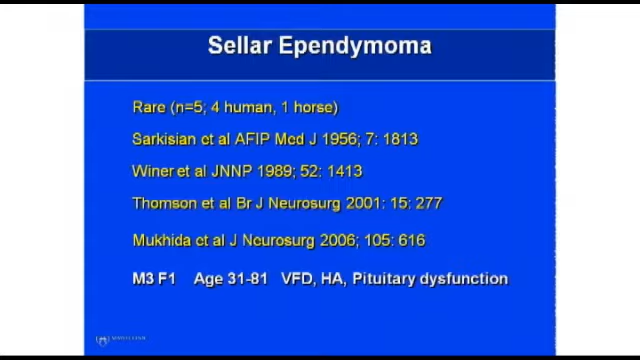 Sellar Ependymoma
Rare (n=5; 4 human, 1 horse)
Sarkisian et al AFIP Med J 1956; 7: 1813
Winer et al JNNP 1989; 52: 1413
Thomson et al Br J Neurosurg 2001: 15: 277
Mukhida et al J Neurosurg 2006; 105: 616
M3 F1 Age 31-81 VFD, HA, Pituitary dysfunction
MAYO CLINIC